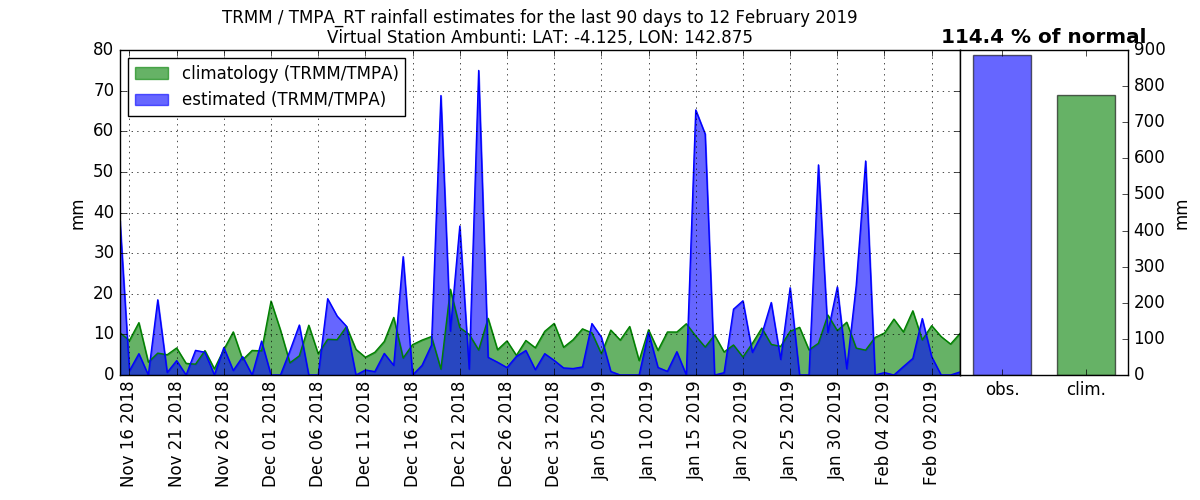 TRMM / TMPA_RT rainfall estimates for the last 90 days to 12 February 2019
Virtual Station Ambunti: LAT: -4.125, LON: 142.875
114.4 % of normal
climatology (TRMM/TMPA)
estimated (TRMM/TMPA)
80
70
60
50
40
30
20
10
0
mm
900
800
700
600
500
400
300
200
100
0
mm
obs.
clim.
Nov 16 2018
Nov 21 2018
Nov 26 2018
Dec 01 2018
Dec 06 2018
Dec 11 2018
Dec 16 2018
Dec 21 2018
Dec 26 2018
Dec 31 2018
Jan 05 2019
Jan 10 2019
Jan 15 2019
Jan 20 2019
Jan 25 2019
Jan 30 2019
Feb 04 2019
Feb 09 2019